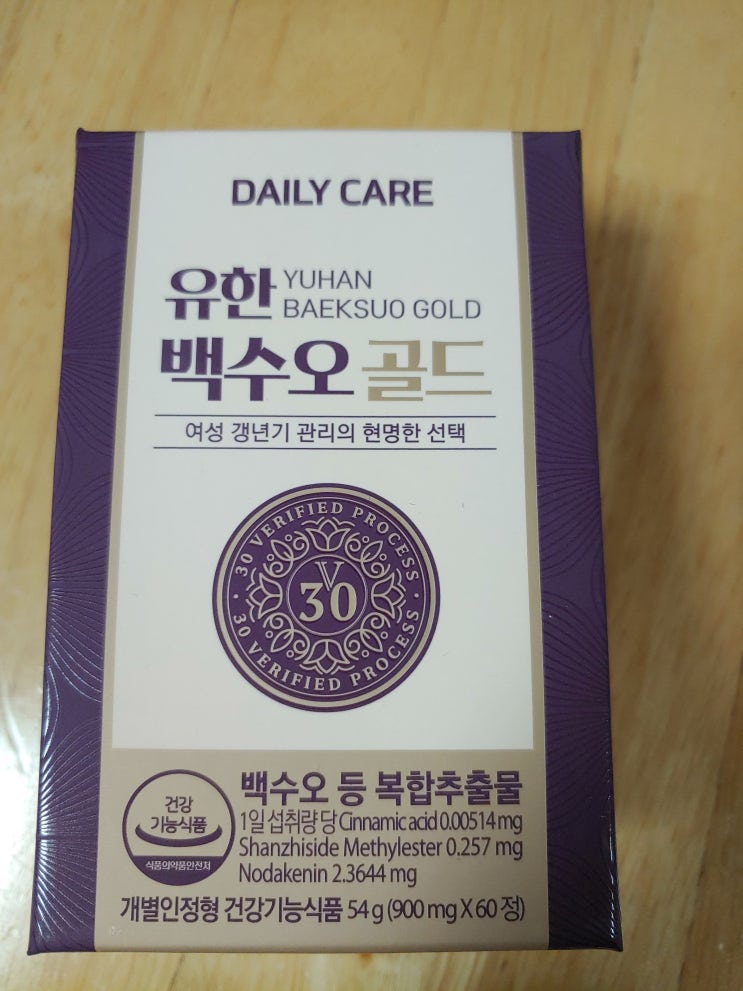 DAILY CARE
유한 YUHAN
BAEKSUO GOLD
백수오 골드
여성 갱년기 관리의 현명한 선택
30 VERIFIED PROCESS
V
30
30 VERIFIED PROCESS
건강
기능식품
식품의약품안전처
백수오 등 복합추출물
1일 섭취량 당 Cinnamic acid 0.00514 mg
Shanzhiside Methylester 0.257 mg
Nodakenin 2.3644 mg
개별인정형 건강기능식품 54 g (900 mg X 60 정)